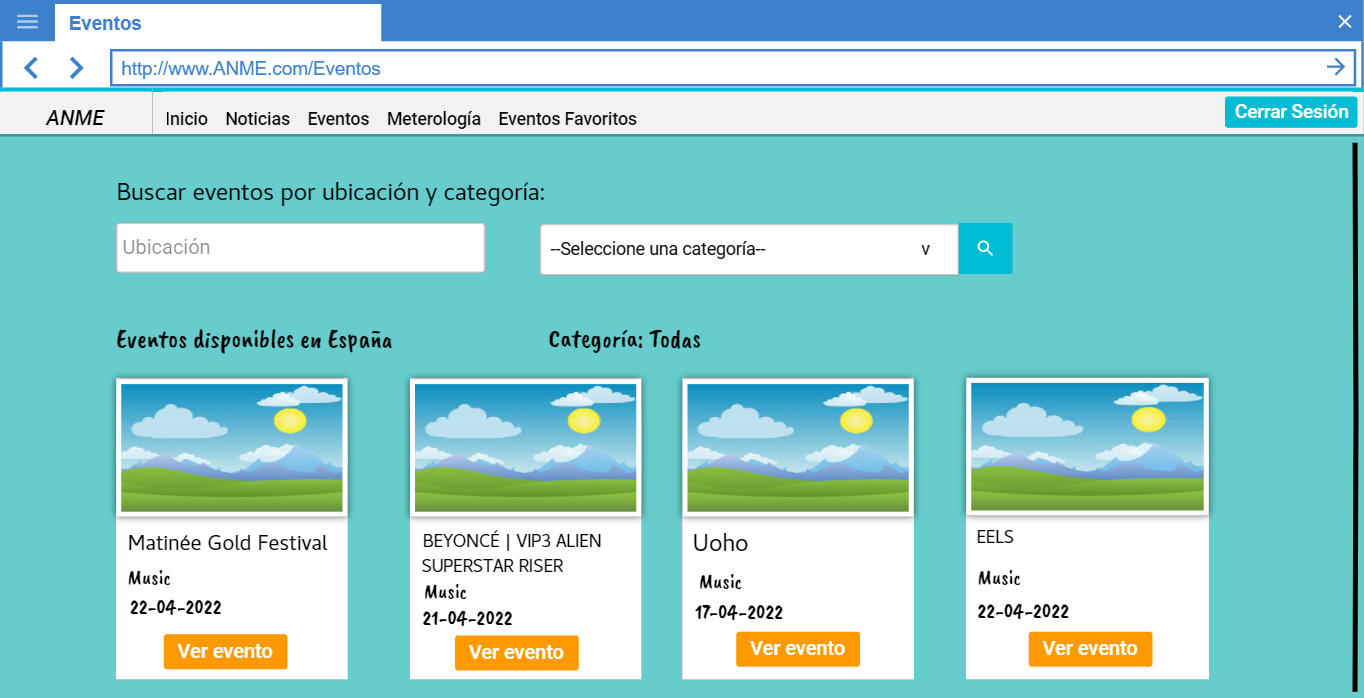 Eventos
http://www.ANME.com/Eventos
ANME Inicio Noticias Eventos Meterología Eventos Favoritos Cerrar Sesión
Buscar eventos por ubicación y categoría:
Ubicación --Seleccione una categoría-- v
Eventos disponibles en España Categoría: Todas
Matinée Gold Festival
Music
22-04-2022
Ver evento
BEYONCÉ | VIP3 ALIEN
SUPERSTAR RISER
Music
21-04-2022
Ver evento
Uoho
Music
17-04-2022
Ver evento
EELS
Music
22-04-2022
Ver evento